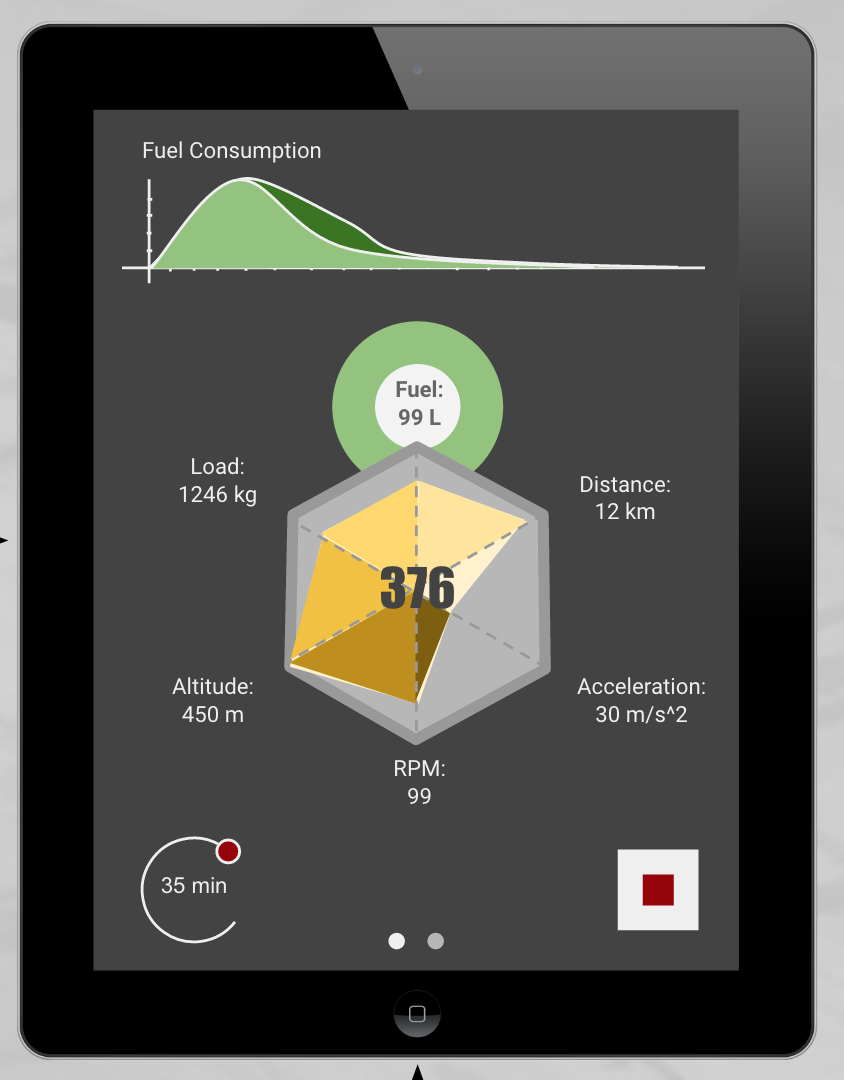 Fuel Consumption
Fuel:
99 L
Load:
1246 kg
Distance:
12 km
376
Altitude:
450 m
Acceleration:
30 m/s^2
RPM:
99
35 min